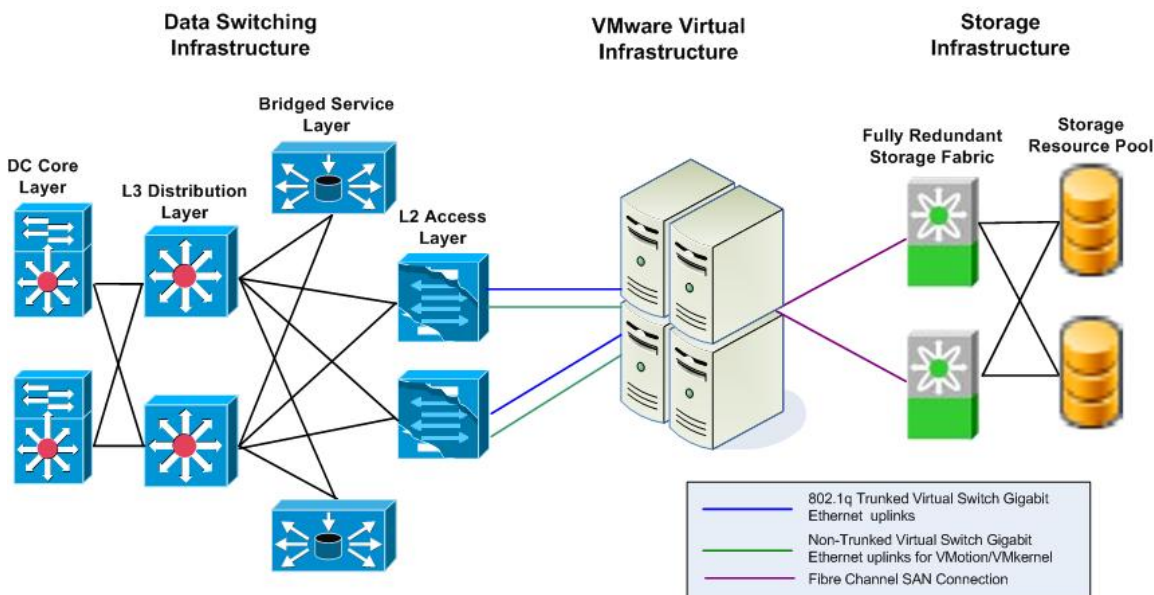 Data Switching
Infrastructure
VMware Virtual
Infrastructure
Storage
Infrastructure
Bridged Service
Layer
DC Core
Layer
L3 Distribution
Layer
L2 Access
Layer
Fully Redundant
Storage Fabric
Storage
Resource Pool
802.1q Trunked Virtual Switch Gigabit
Ethernet uplinks
Non-Trunked Virtual Switch Gigabit
Ethernet uplinks for VMotion/VMkernel
Fibre Channel SAN Connection